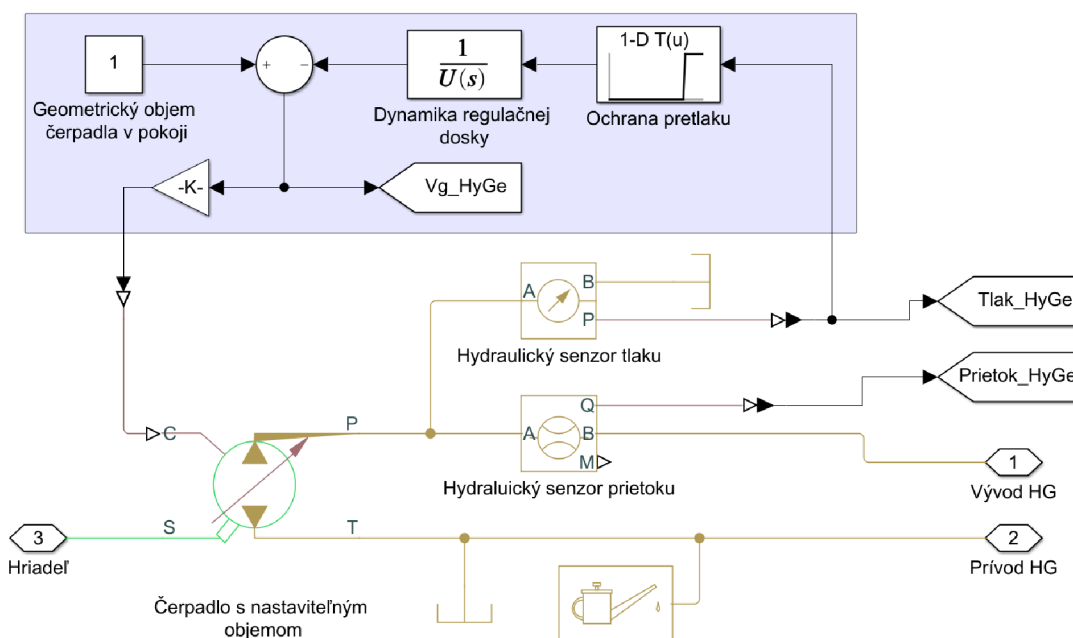 1
Geometrický objem
čerpadla v pokoji
+
−
1
U(s)
Dynamika regulačnej
dosky
1-D T(u)
Ochrana pretlaku
-K-
Vg_HyGe
A
B
P
Hydraulický senzor tlaku
Tlak_HyGe
Prietok_HyGe
C
P
A
Q
B
M
Hydraluický senzor prietoku
1
Vývod HG
S
T
3
Hriadeľ
2
Prívod HG
Čerpadlo s nastaviteľným
objemom